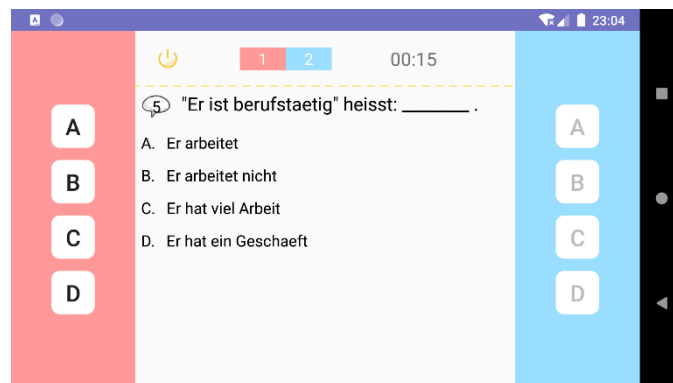 A
23:04
1 2 00:15
5 "Er ist berufstaetig" heisst: ________ .
A. Er arbeitet
B. Er arbeitet nicht
C. Er hat viel Arbeit
D. Er hat ein Geschaeft
A
B
C
D
A
B
C
D